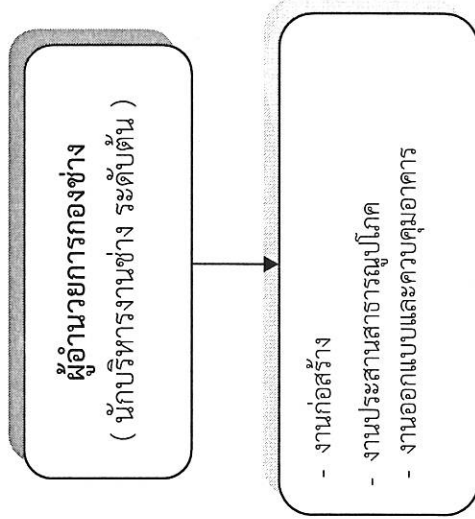 ผู้อำนวยการกองช่าง
( นักบริหารงานช่าง ระดับต้น )
- งานก่อสร้าง
- งานประสานสาธารณูปโภค
- งานออกแบบและควบคุมอาคาร